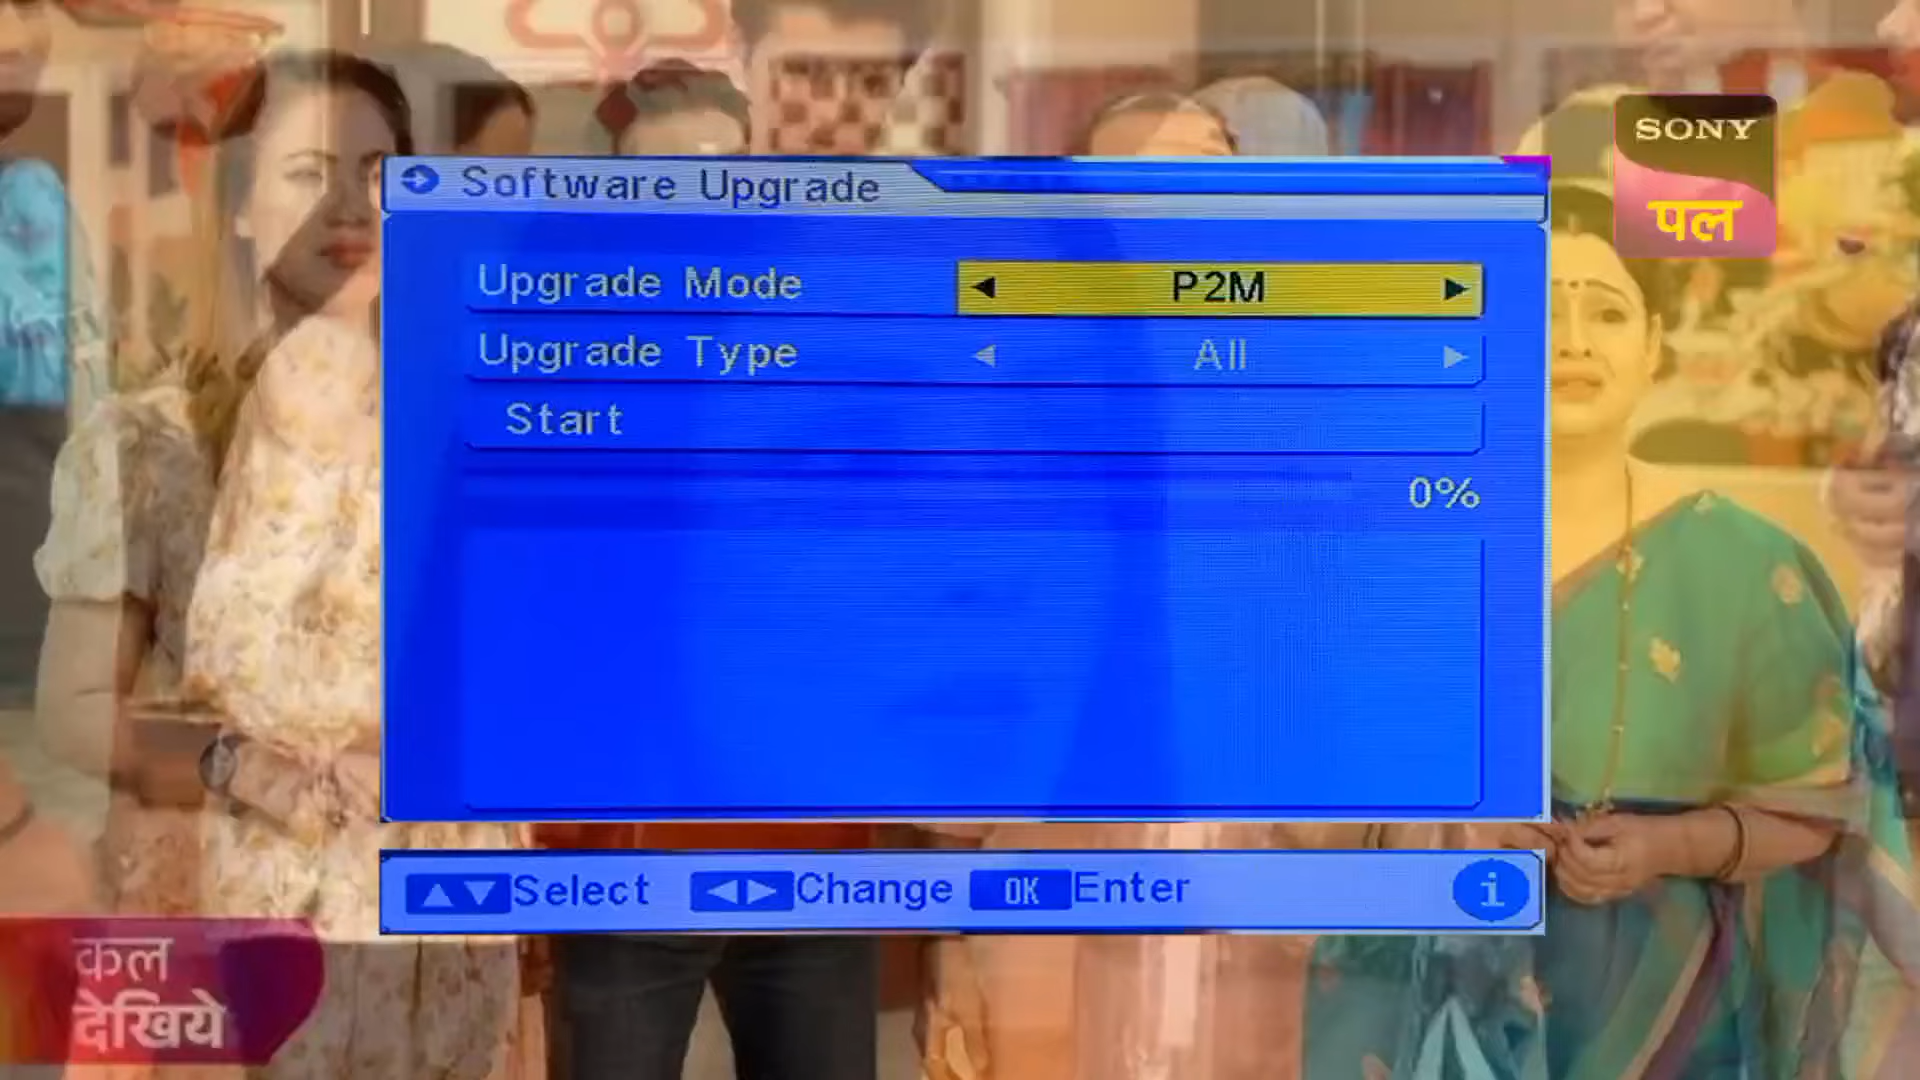 SONY
पल
Software Upgrade
Upgrade Mode ◀ P2M ▶
Upgrade Type ◀ All ▶
Start
0%
▲▼Select ◀▶Change OK Enter i
कल
देखिये